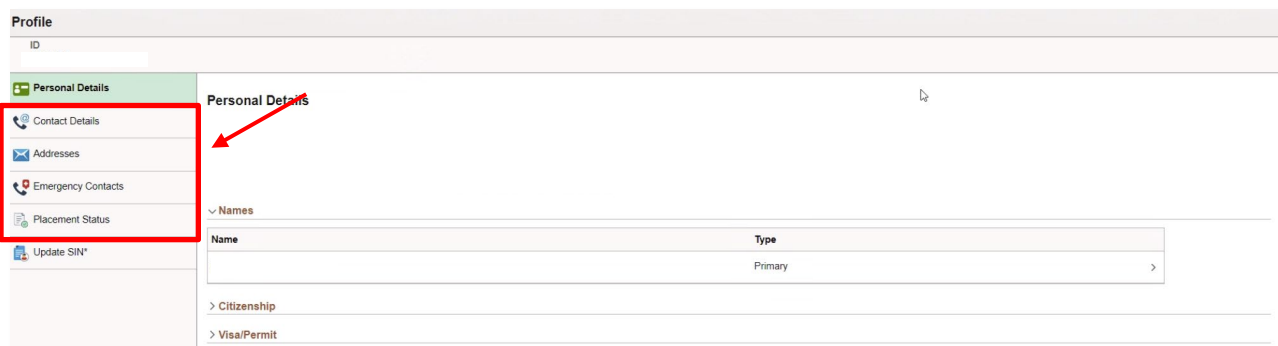 Profile
ID
Personal Details
Contact Details
Addresses
Emergency Contacts
Placement Status
Update SIN*
Personal Details
Names
Name Type
Primary
Citizenship
Visa/Permit